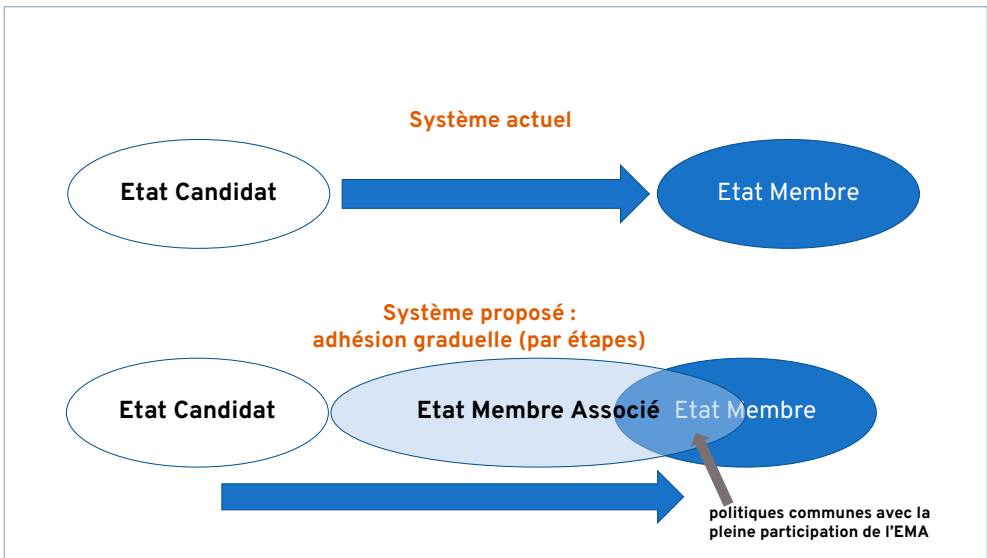 Système actuel
Etat Candidat
Etat Membre
Système proposé :
adhésion graduelle (par étapes)
Etat Candidat
Etat Membre Associé
Etat Membre
politiques communes avec la
pleine participation de l'EMA